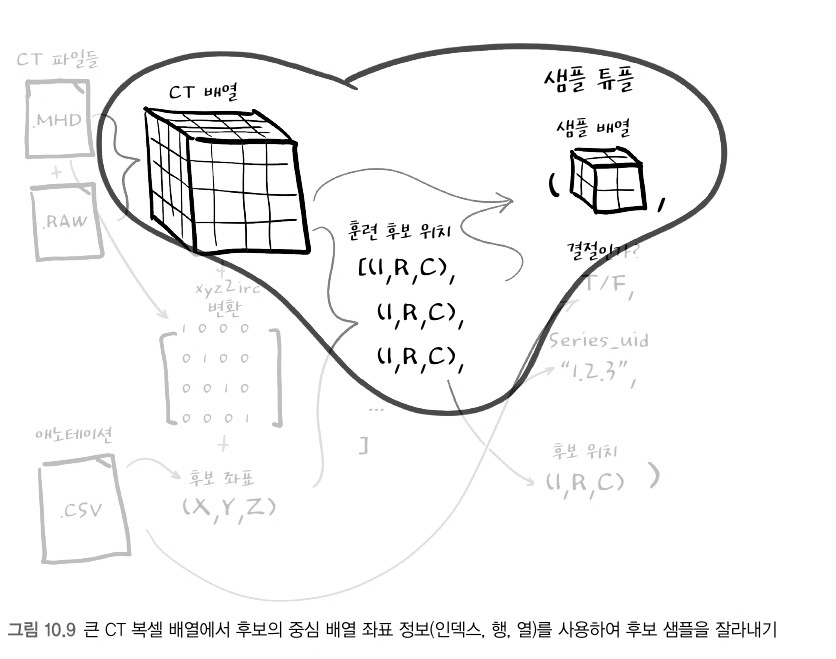 CT 파일들
.MHD
+
.RAW
CT 배열
샘플 튜플
샘플 배열
(
,
훈련 후보 위치
[(I,R,C),
(I,R,C),
(I,R,C),
...
]
결절인가?
T/F,
Series_uid
"1.2.3",
후보 위치
(I,R,C) )
+
xyz2irc
변환
1 0 0 0
0 1 0 0
0 0 1 0
0 0 0 1
+
애노테이션
.CSV
후보 좌표
(X,Y,Z)
그림 10.9 큰 CT 복셀 배열에서 후보의 중심 배열 좌표 정보(인덱스, 행, 열)를 사용하여 후보 샘플을 잘라내기